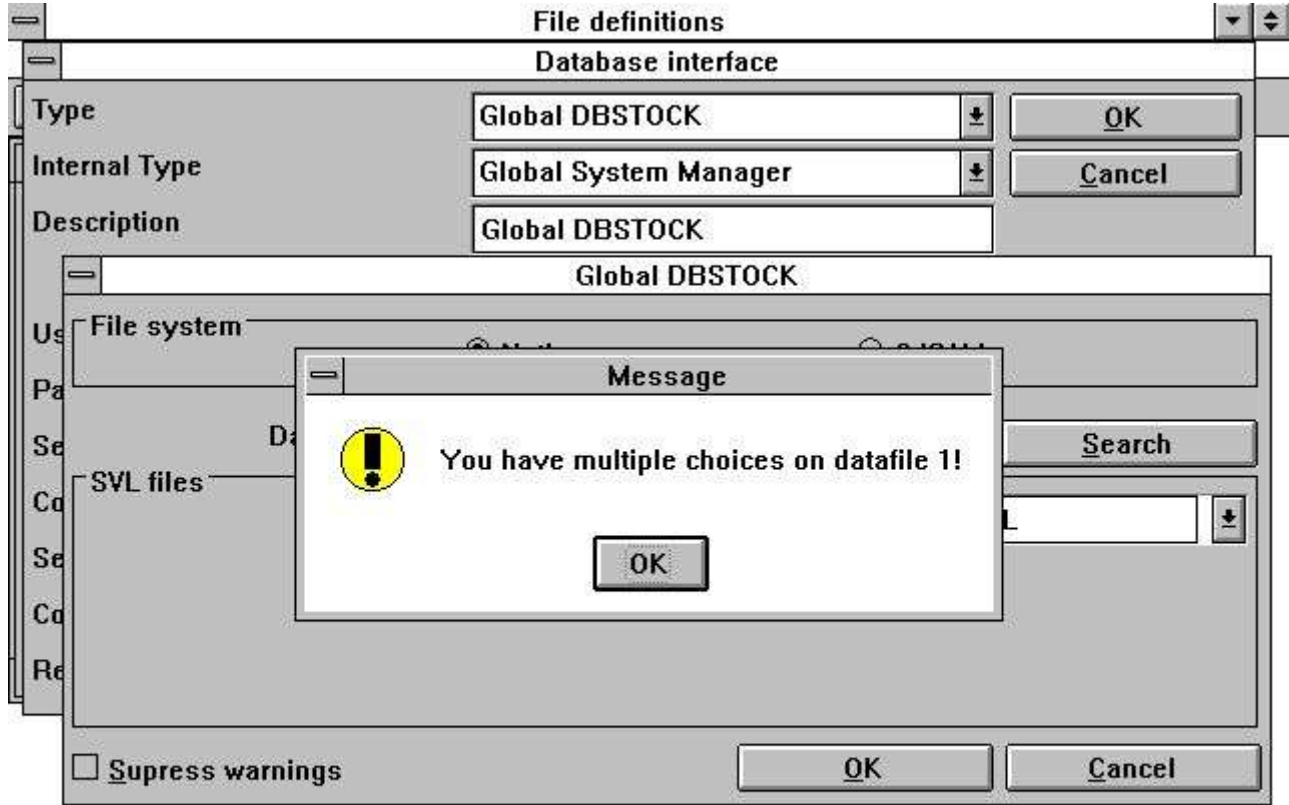 File definitions
Database interface
Type
Global DBSTOCK
OK
Internal Type
Global System Manager
Cancel
Description
Global DBSTOCK
Global DBSTOCK
File system
Message
Search
You have multiple choices on datafile 1!
SVL files
OK
Supress warnings
OK
Cancel